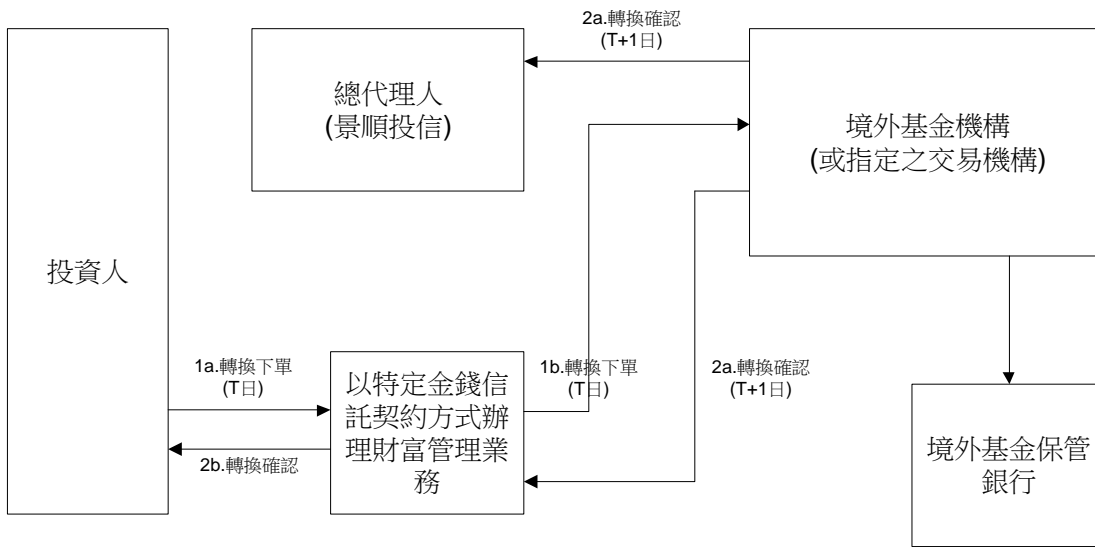 2a.轉換確認
(T+1日)
總代理人
(景順投信)
境外基金機構
(或指定之交易機構)
投資人
1a.轉換下單
(T日)
以特定金錢信
託契約方式辦
理財富管理業
務
1b.轉換下單
(T日)
2a.轉換確認
(T+1日)
2b.轉換確認
境外基金保管
銀行